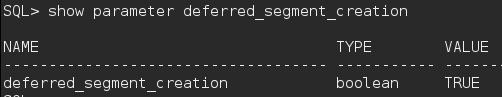 SQL> show parameter deferred_segment_creation
NAME                                 TYPE        VALUE
------------------------------------ ----------- -------
deferred_segment_creation            boolean     TRUE